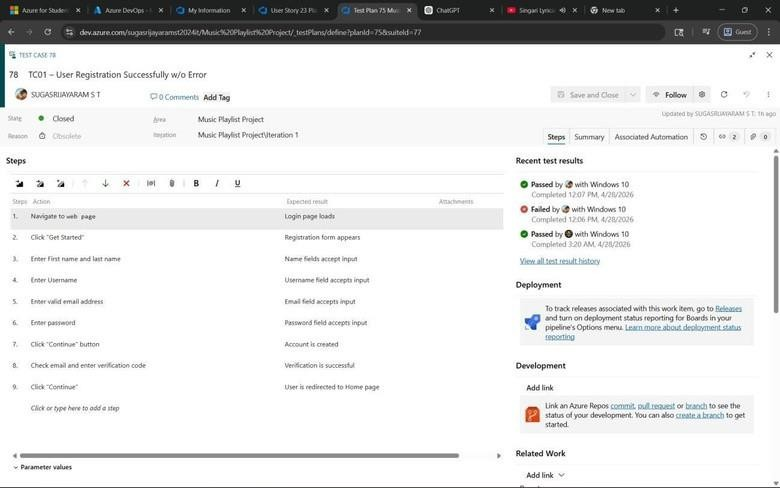 Azure for Studen
Azure DevOps - M
My Information
User Story 23 Pl
Test Plan 75 Musi
ChatGPT
Singari Lyrica
New tab
dev.azure.com/sugasrijayaramst2024it/Music%20Playlist%20Project/_testPlans/define?planId=75&suiteId=77
Guest
TEST CASE 78
78 TC01 – User Registration Successfully w/o Error
SUGASRIJAYARAM S T
0 Comments Add Tag
Save and Close
Follow
Updated by SUGASRIJAYARAM S T: 1h ago
State Closed
Area Music Playlist Project
Reason Obsolete
Iteration Music Playlist Project\Iteration 1
Steps Summary Associated Automation 2 0
Steps
B I U
Steps Action Expected result Attachments
1. Navigate to web page Login page loads
2. Click "Get Started" Registration form appears
3. Enter First name and last name Name fields accept input
4. Enter Username Username field accepts input
5. Enter valid email address Email field accepts input
6. Enter password Password field accepts input
7. Click "Continue" button Account is created
8. Check email and enter verification code Verification is successful
9. Click "Continue" User is redirected to Home page
Click or type here to add a step
Parameter values
Recent test results
Passed by with Windows 10
Completed 12:07 PM, 4/28/2026
Failed by with Windows 10
Completed 12:06 PM, 4/28/2026
Passed by with Windows 10
Completed 3:20 AM, 4/28/2026
View all test result history
Deployment
To track releases associated with this work item, go to Releases
and turn on deployment status reporting for Boards in your
pipeline's Options menu. Learn more about deployment status
reporting
Development
Add link
Link an Azure Repos commit, pull request or branch to see the
status of your development. You can also create a branch to get
started.
Related Work
Add link